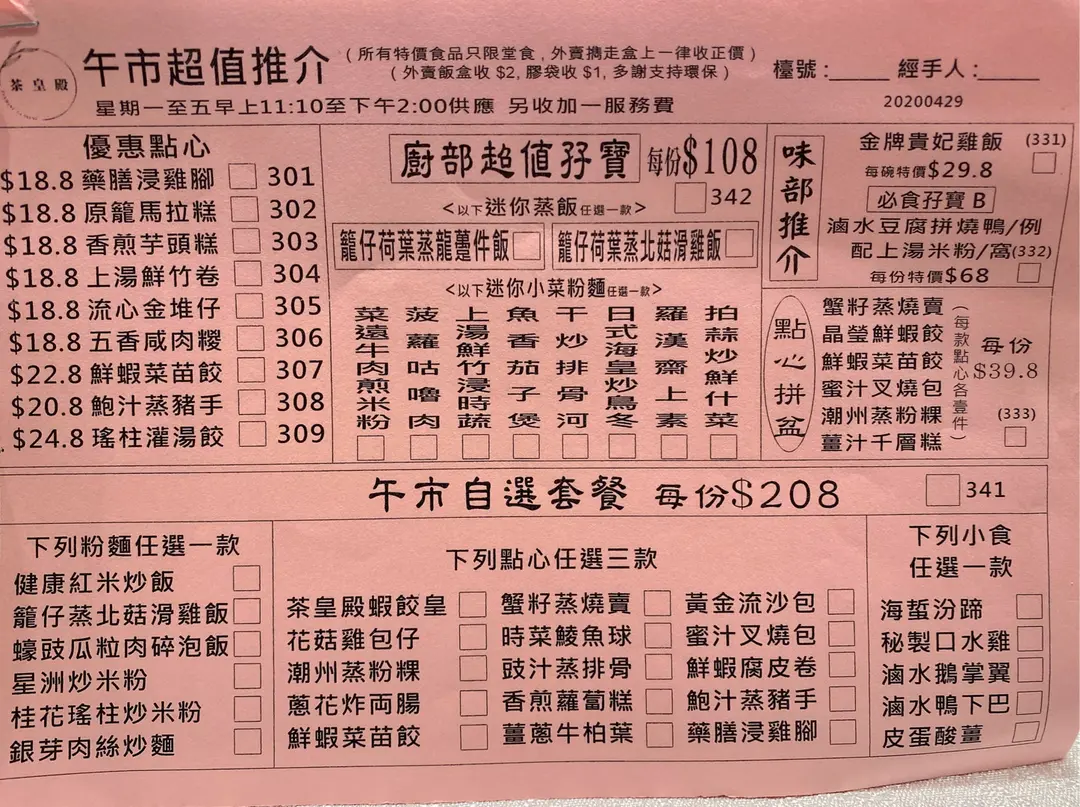 茶皇殿
午市超值推介
(所有特價食品只限堂食, 外賣攜走盒上一律收正價)
(外賣飯盒收 $2, 膠袋收 $1, 多謝支持環保)
星期一至五早上11:10至下午2:00供應 另收加一服務費
檯號:_____ 經手人:_____
20200429
優惠點心
$18.8 藥膳浸雞腳 301
$18.8 原籠馬拉糕 302
$18.8 香煎芋頭糕 303
$18.8 上湯鮮竹卷 304
$18.8 流心金堆仔 305
$18.8 五香咸肉糉 306
$22.8 鮮蝦菜苗餃 307
$20.8 鮑汁蒸豬手 308
$24.8 瑤柱灌湯餃 309
廚部超值孖寶 每份$108
342
<以下迷你蒸飯任選一款>
籠仔荷葉蒸龍躉件飯
籠仔荷葉蒸北菇滑雞飯
<以下迷你小菜粉麵任選一款>
菜遠牛肉煎米粉
菠蘿咕嚕肉
上湯鮮竹浸時蔬
魚香茄子煲
干炒排骨河
日式海皇炒烏冬
羅漢齋上素
拍蒜炒鮮什菜
味部推介
金牌貴妃雞飯 (331)
每碗特價$29.8
必食孖寶 B
滷水豆腐拼燒鴨/例
配上湯米粉/窩(332)
每份特價$68
點心拼盆
蟹籽蒸燒賣
晶瑩鮮蝦餃
鮮蝦菜苗餃
蜜汁叉燒包
潮州蒸粉粿
薑汁千層糕
(每款點心各壹件)
每份
$39.8
(333)
午市自選套餐 每份$208
341
下列粉麵任選一款
健康紅米炒飯
籠仔蒸北菇滑雞飯
蠔豉瓜粒肉碎泡飯
星洲炒米粉
桂花瑤柱炒米粉
銀芽肉絲炒麵
下列點心任選三款
茶皇殿蝦餃皇
花菇雞包仔
潮州蒸粉粿
蔥花炸両腸
鮮蝦菜苗餃
蟹籽蒸燒賣
時菜鯪魚球
豉汁蒸排骨
香煎蘿蔔糕
薑蔥牛柏葉
黃金流沙包
蜜汁叉燒包
鮮蝦腐皮卷
鮑汁蒸豬手
藥膳浸雞腳
下列小食
任選一款
海蜇汾蹄
秘製口水雞
滷水鵝掌翼
滷水鴨下巴
皮蛋酸薑